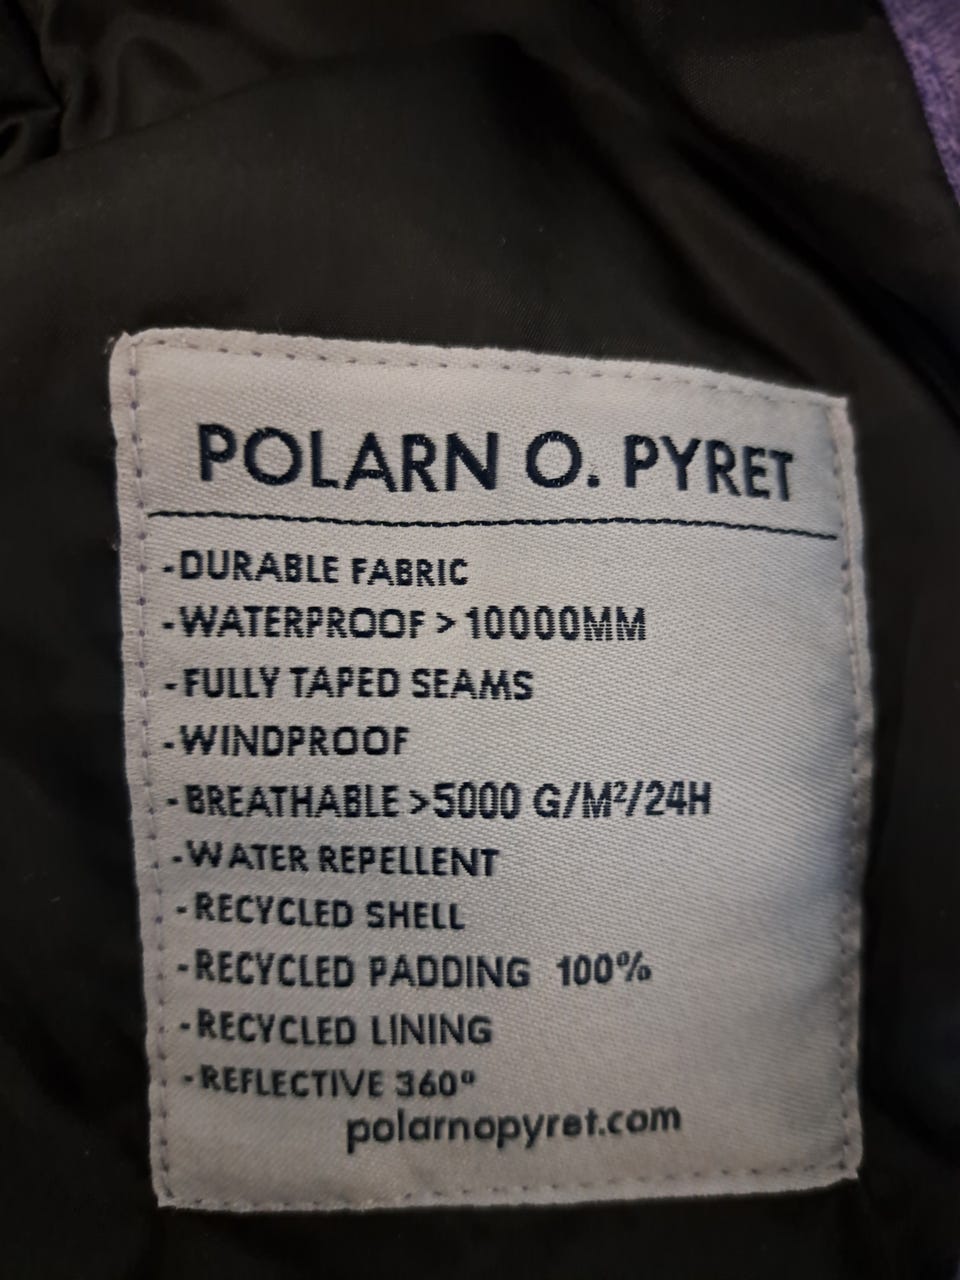 POLARN O. PYRET
-DURABLE FABRIC
-WATERPROOF > 10000MM
-FULLY TAPED SEAMS
-WINDPROOF
-BREATHABLE >5000 G/M²/24H
-WATER REPELLENT
-RECYCLED SHELL
-RECYCLED PADDING 100%
-RECYCLED LINING
-REFLECTIVE 360°
polarnopyret.com